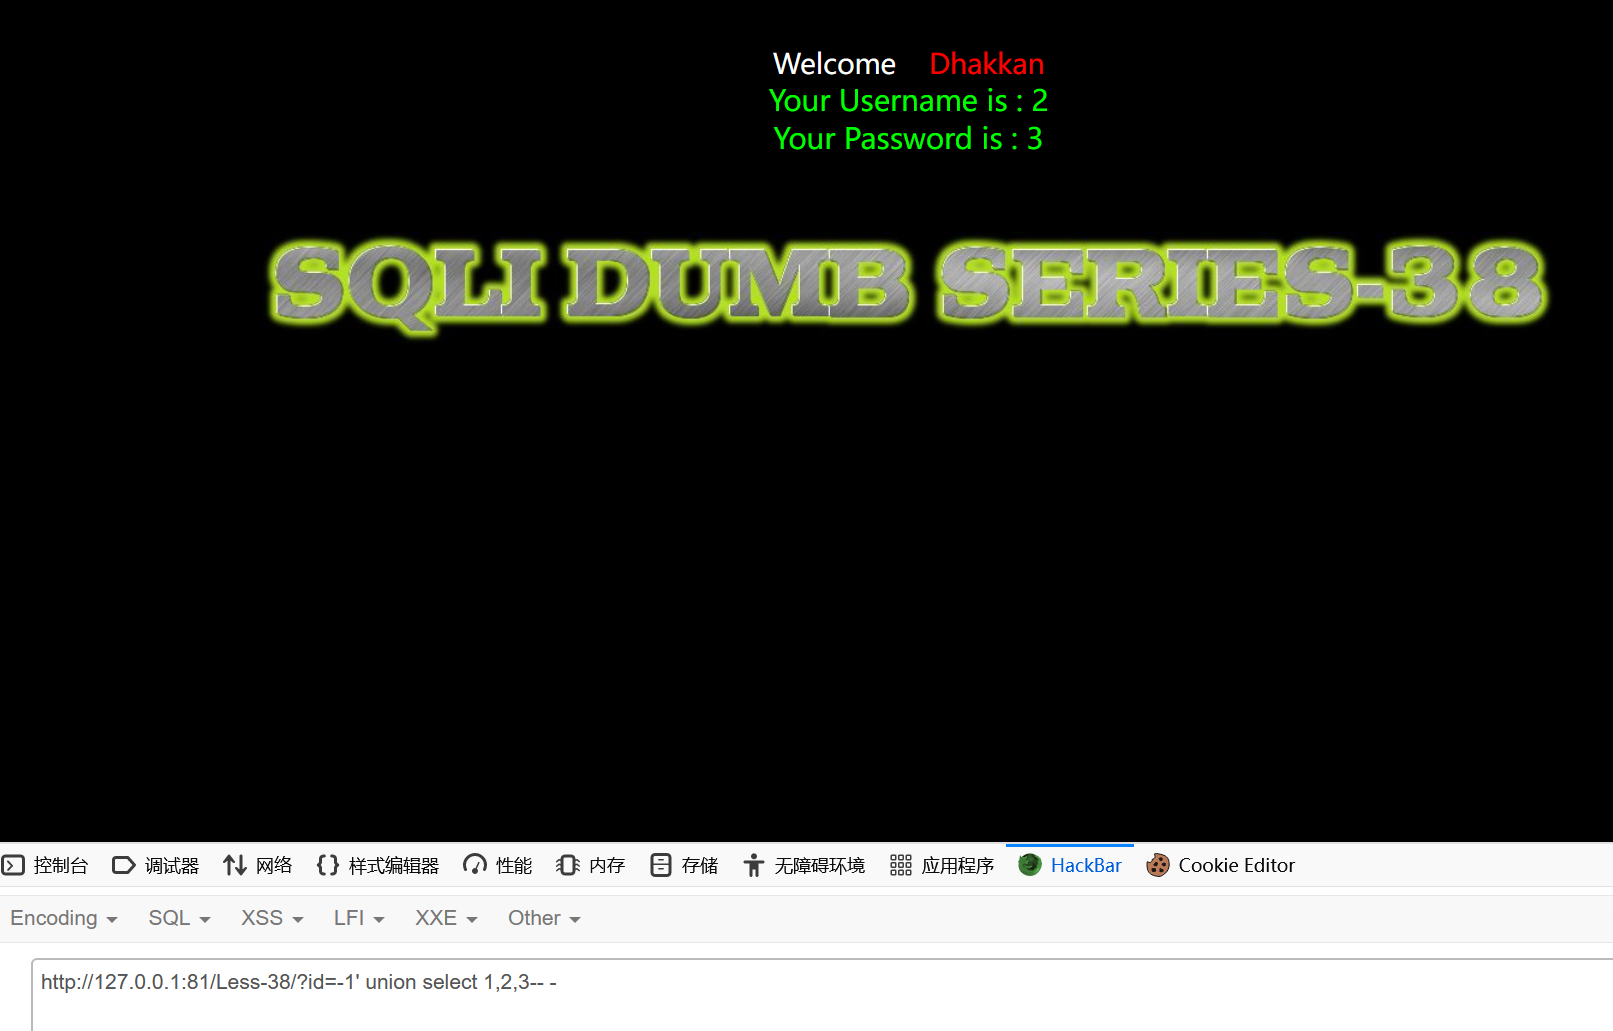 Welcome Dhakkan
Your Username is : 2
Your Password is : 3
SQLI DUMB SERIES-38
控制台 调试器 网络 样式编辑器 性能 内存 存储 无障碍环境 应用程序 HackBar Cookie Editor
Encoding SQL XSS LFI XXE Other
http://127.0.0.1:81/Less-38/?id=-1' union select 1,2,3-- -